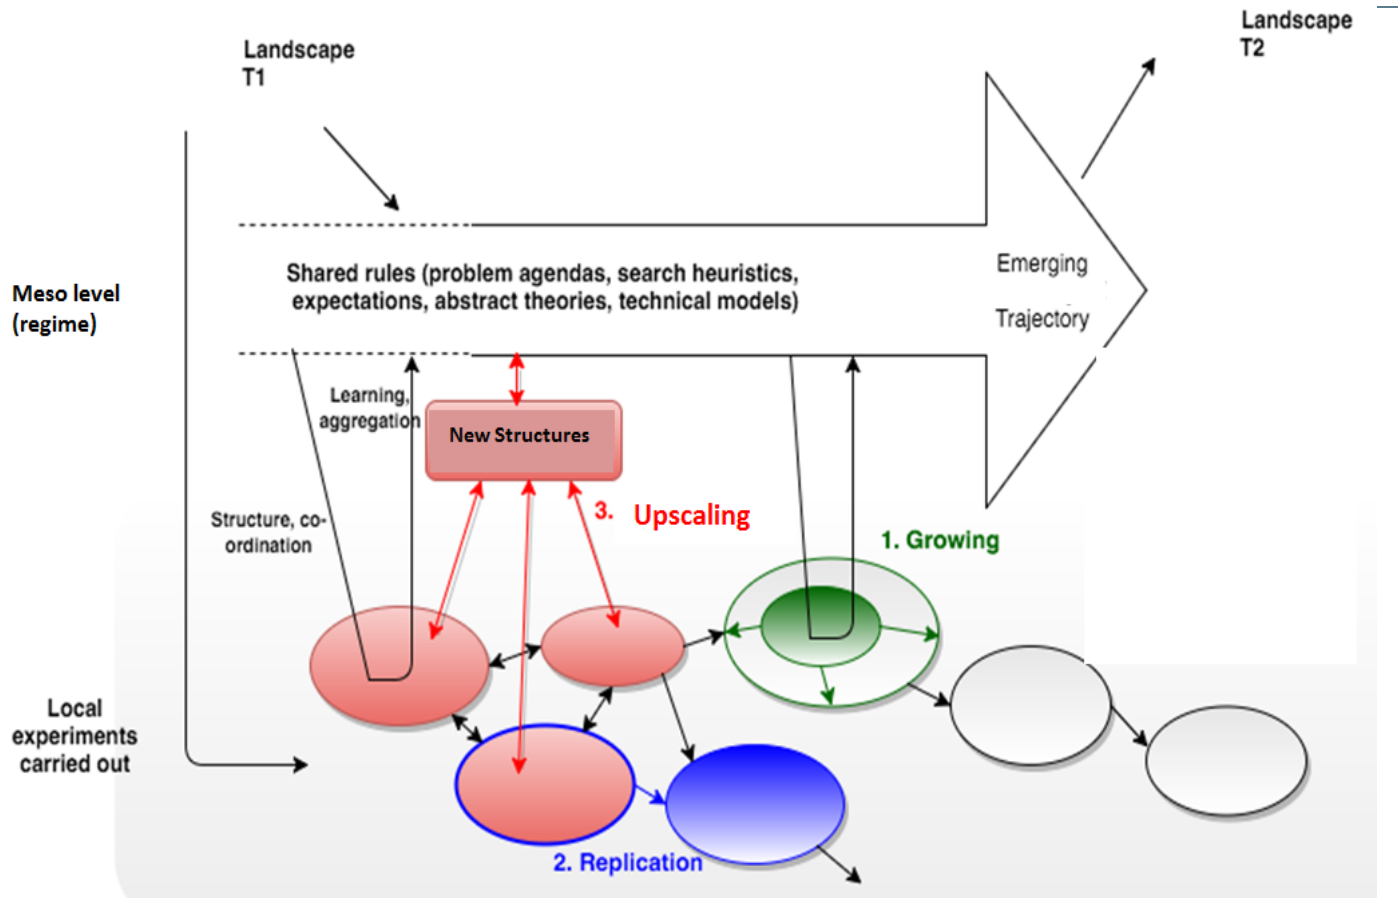 Landscape
T1
Landscape
T2
Meso level
(regime)
Shared rules (problem agendas, search heuristics,
expectations, abstract theories, technical models)
Emerging
Trajectory
Learning,
aggregation
New Structures
Structure, co-
ordination
3. Upscaling
1. Growing
Local
experiments
carried out
2. Replication